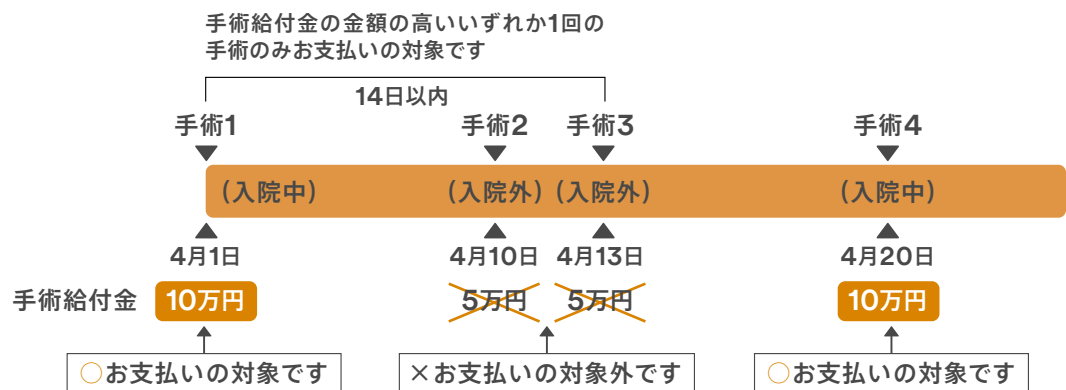 手術給付金の金額の高いいずれか1回の
手術のみお支払いの対象です
14日以内
手術1 手術2 手術3 手術4
(入院中) (入院外) (入院外) (入院中)
4月1日 4月10日 4月13日 4月20日
手術給付金 10万円 5万円 5万円 10万円
○お支払いの対象です ×お支払いの対象外です ○お支払いの対象です